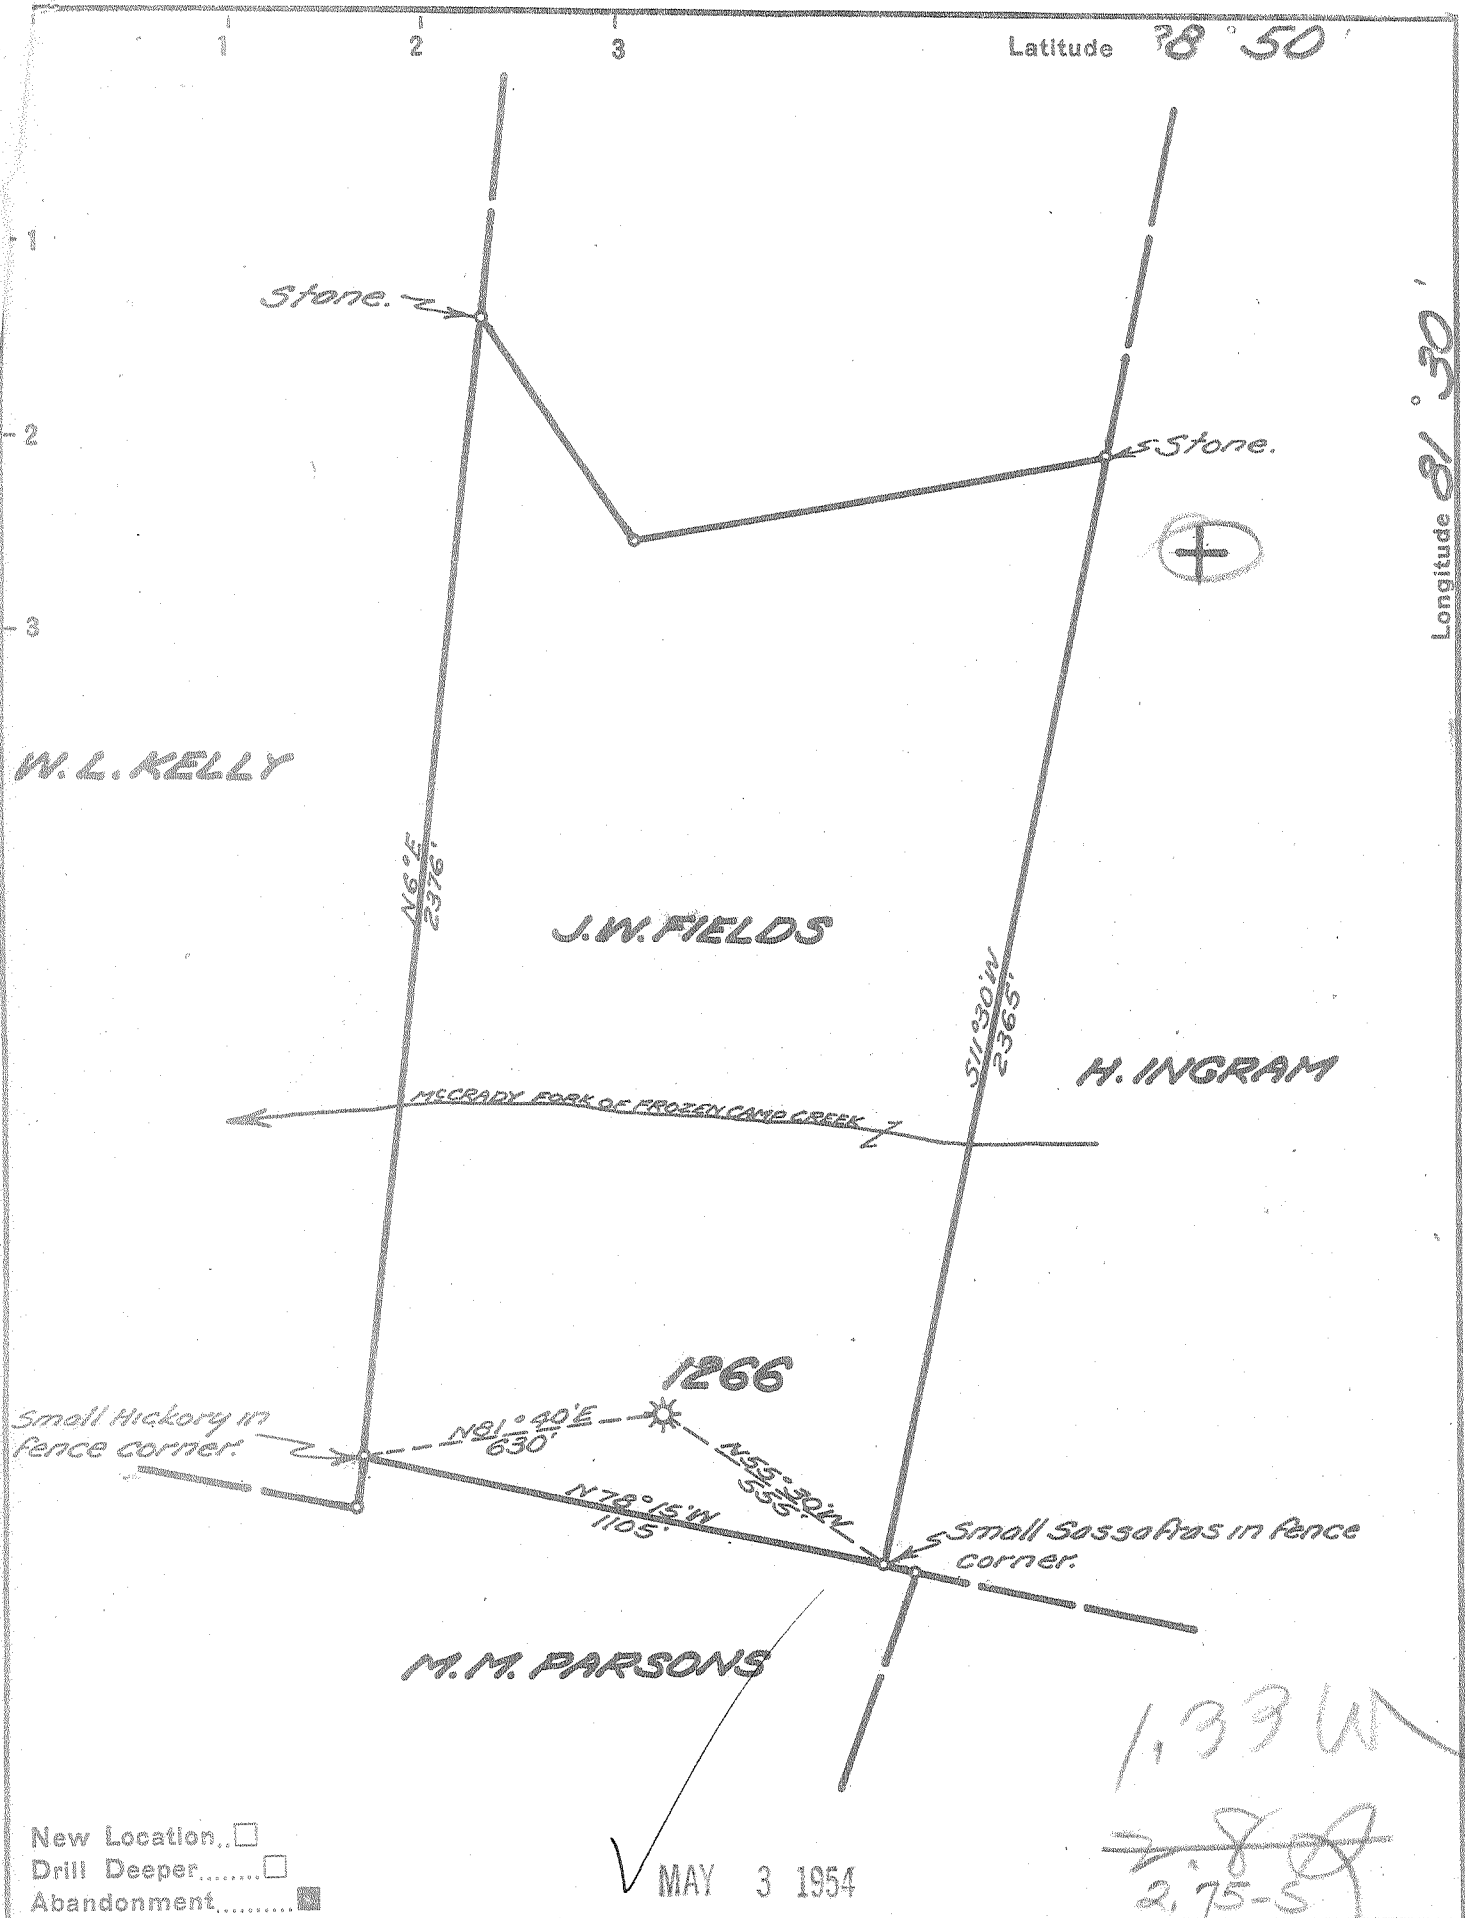 1 2 3
Latitude 38° 50'
1
2
3
Longitude 81° 30'
Stone.
Stone.
W.L. KELLY
N6°E
2376'
J.W. FIELDS
S11°30'W
2365'
H. INGRAM
McCRADY FORK OF FROZEN CAMP CREEK
1266
Small Hickory in
fence corner.
N81°40'E
630'
N55°30'W
555'
N78°15'W
1105'
Small Sassafras in fence
corner.
M.M. PARSONS
1.33 W
New Location..
Drill Deeper........
Abandonment..........
MAY 3 1954
2.75-S